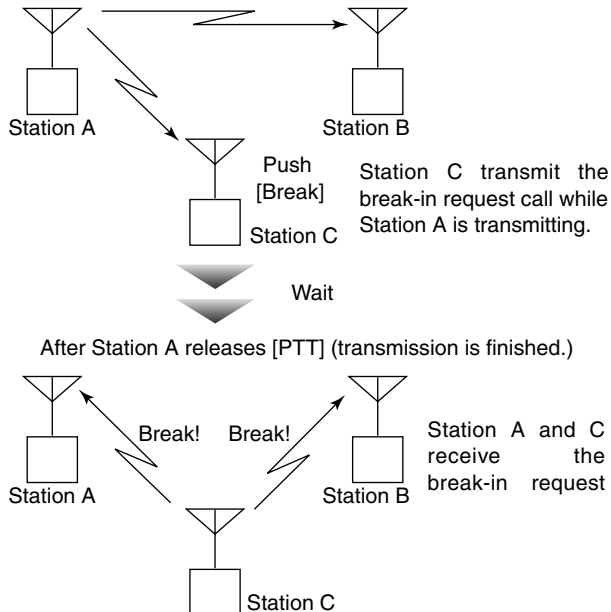 Station A
Station B
Push
[Break]
Station C
Station C transmit the
break-in request call while
Station A is transmitting.
Wait
After Station A releases [PTT] (transmission is finished.)
Break!
Break!
Station A
Station B
Station A and C
receive the
break-in request
Station C